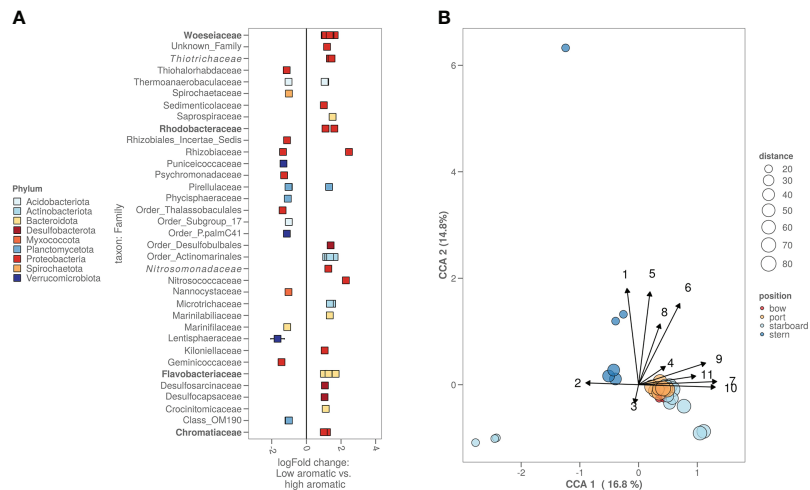 A
Woeseiaceae
Unknown_Family
Thiotrichaceae
Thiohalorhabdaceae
Thermoanaerobaculaceae
Spirochaetaceae
Sedimenticolaceae
Saprospiraceae
Rhodobacteraceae
Rhizobiales_Incertae_Sedis
Rhizobiaceae
Puniceicoccaceae
Psychromonadaceae
Pirellulaceae
Phycisphaeraceae
Order_Thalassobaculales
Order_Subgroup_17
Order_P.palmC41
Order_Desulfobulbales
Order_Actinomarinales
Nitrosomonadaceae
Nitrosococcaceae
Nannocystaceae
Microtrichaceae
Marinilabiliaceae
Marinifilaceae
Lentisphaeraceae
Kiloniellaceae
Geminicoccaceae
Flavobacteriaceae
Desulfosarcinaceae
Desulfocapsaceae
Crocinitomicaceae
Class_OM190
Chromatiaceae
taxon: Family
-2
0
2
4
logFold change:
Low aromatic vs.
high aromatic
Phylum
Acidobacteriota
Actinobacteriota
Bacteroidota
Desulfobacterota
Myxococcota
Planctomycetota
Proteobacteria
Spirochaetota
Verrucomicrobiota
B
6
4
2
0
CCA 2 (14.8%)
1
5
6
8
4
9
11
7
10
2
3
-2
-1
0
1
CCA 1 ( 16.8 %)
distance
20
30
40
50
60
70
80
position
bow
port
starboard
stern